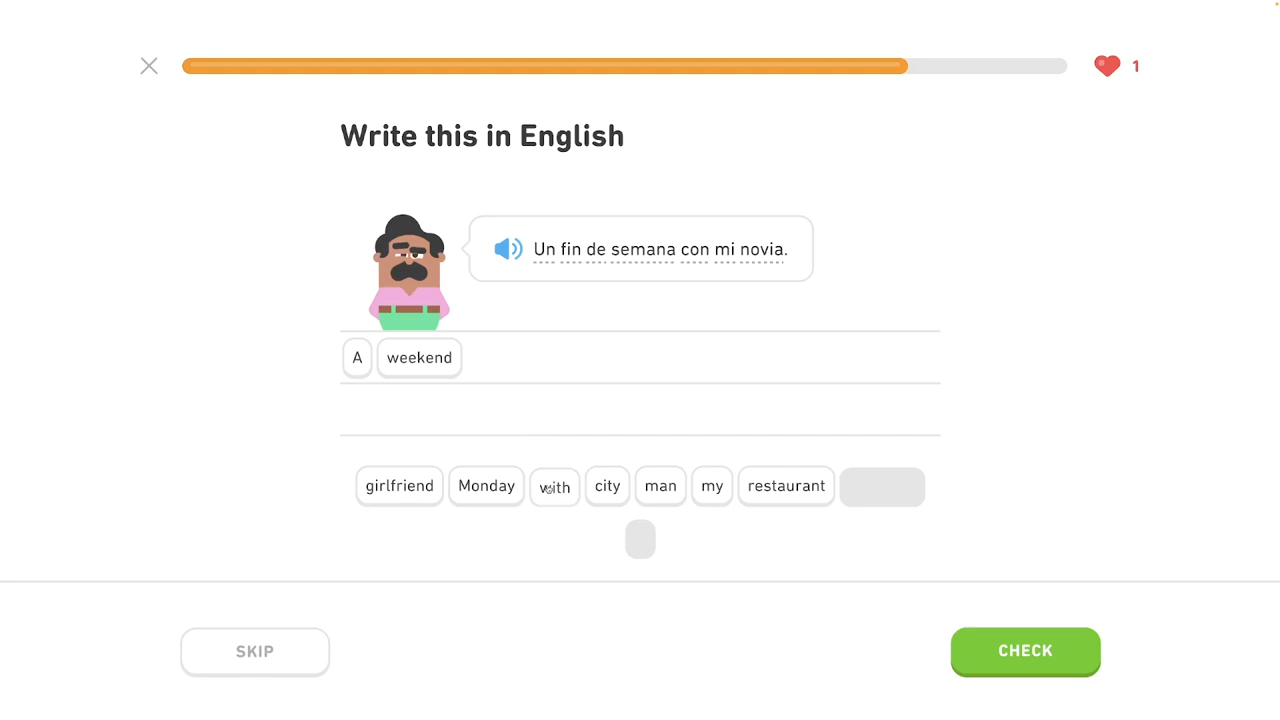 1
Write this in English
Un fin de semana con mi novia.
A weekend
girlfriend Monday with city man my restaurant
SKIP CHECK